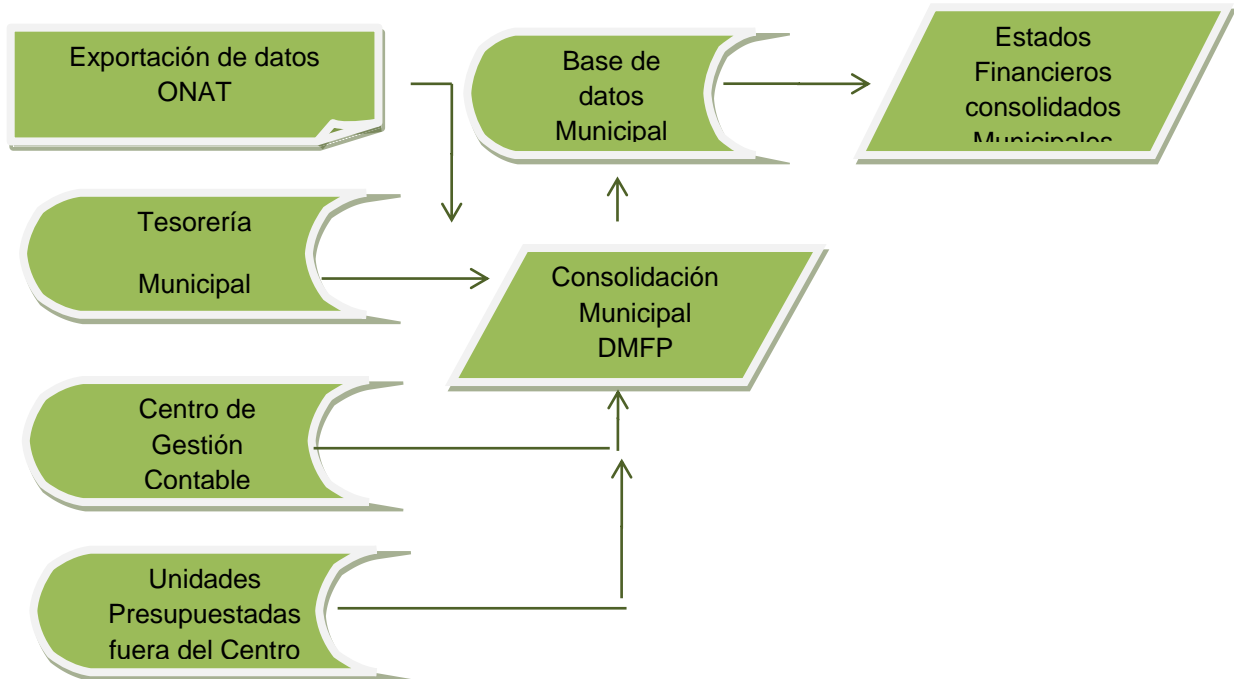 Exportación de datos
ONAT
Base de
datos
Municipal
Estados
Financieros
consolidados
Municipales
Tesorería
Municipal
Consolidación
Municipal
DMFP
Centro de
Gestión
Contable
Unidades
Presupuestadas
fuera del Centro